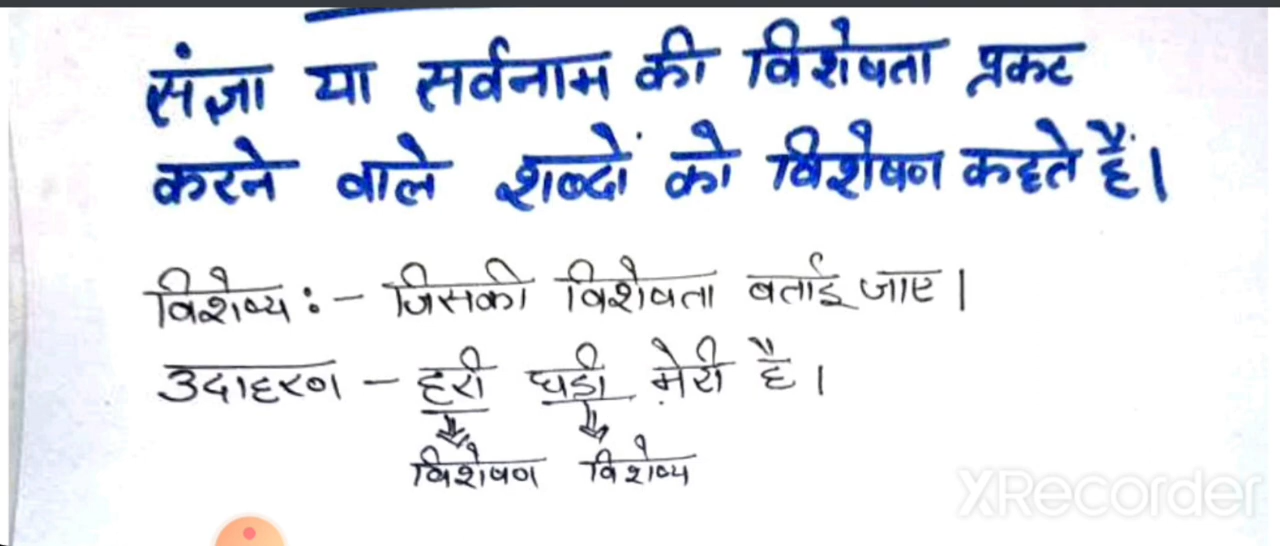 संज्ञा या सर्वनाम की विशेषता प्रकट
करने वाले शब्दों को विशेषण कहते हैं।
विशेष्य :- जिसकी विशेषता बताई जाए।
उदाहरण - हरी घड़ी मेरी है।
विशेषण विशेष्य
XRecorder